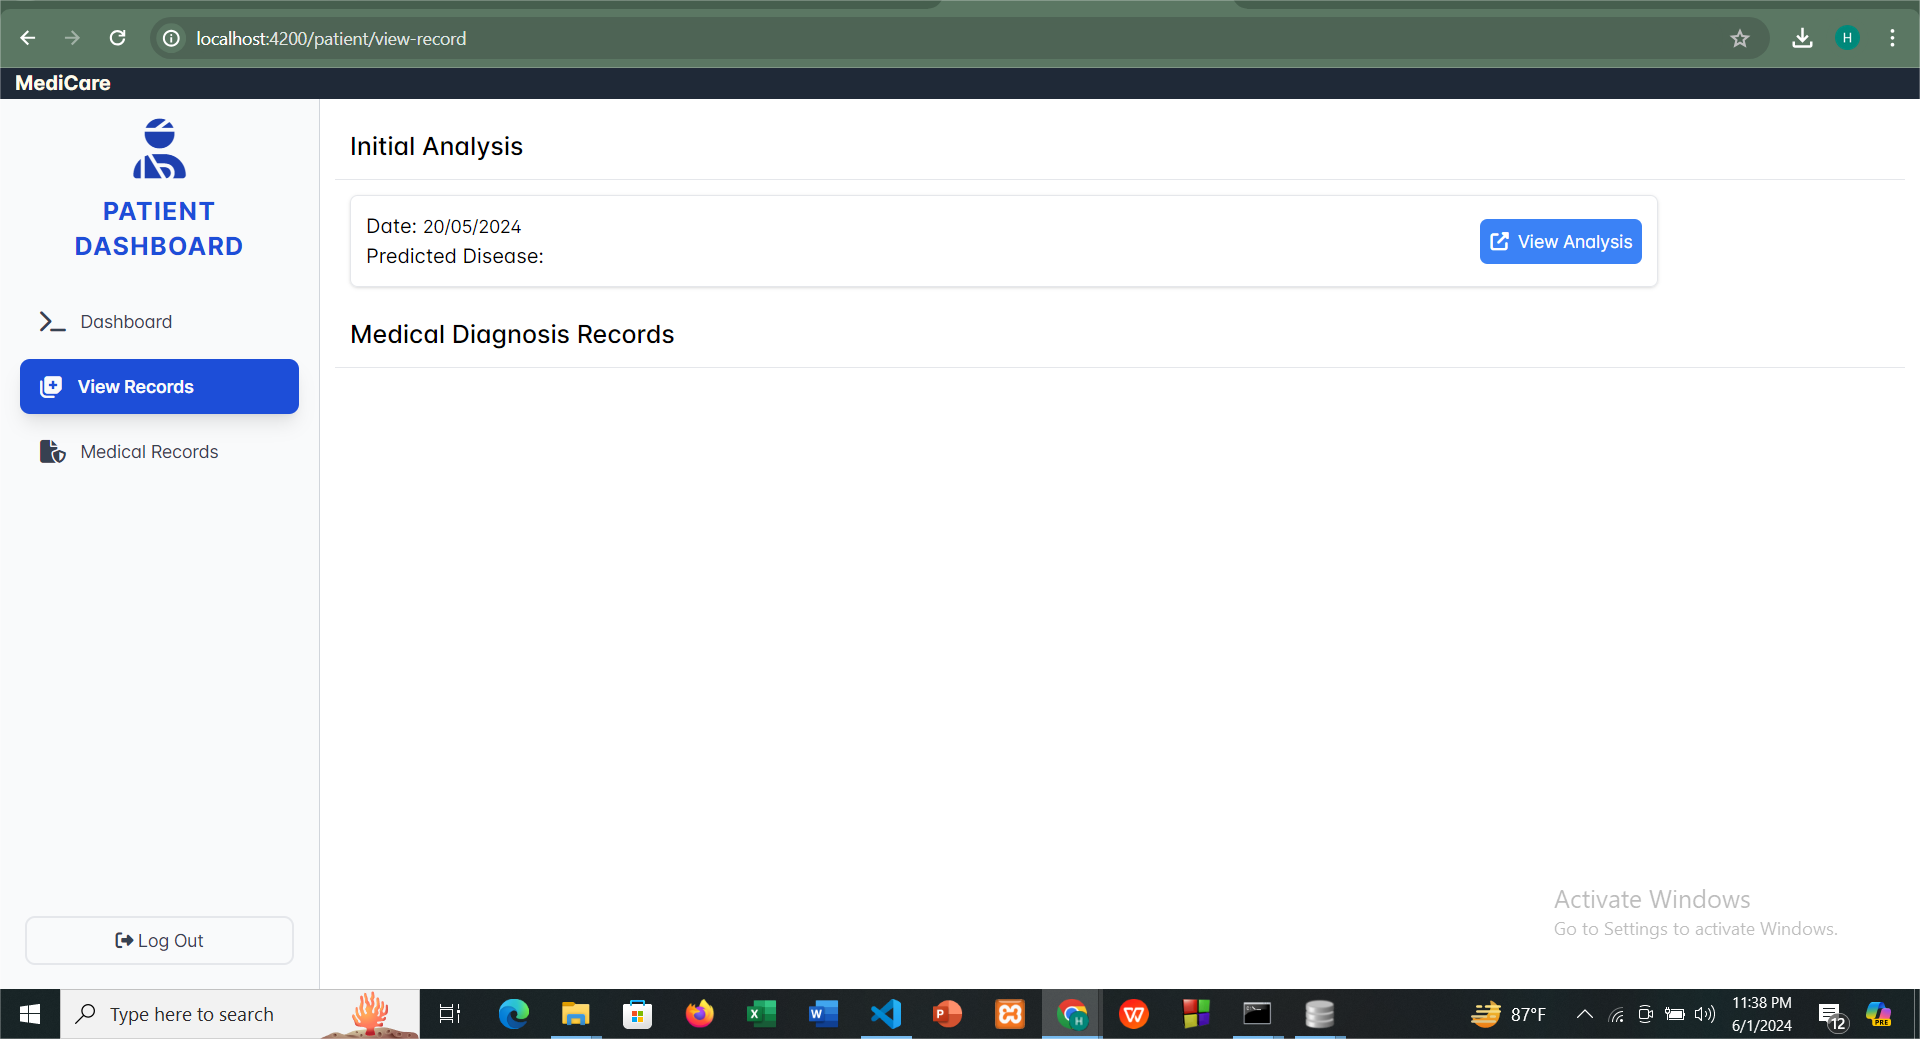 localhost:4200/patient/view-record
H
MediCare
PATIENT
DASHBOARD
Dashboard
View Records
Medical Records
Log Out
Initial Analysis
Date: 20/05/2024
Predicted Disease:
View Analysis
Medical Diagnosis Records
Activate Windows
Go to Settings to activate Windows.
Type here to search
87°F
11:38 PM
6/1/2024
12
PRE